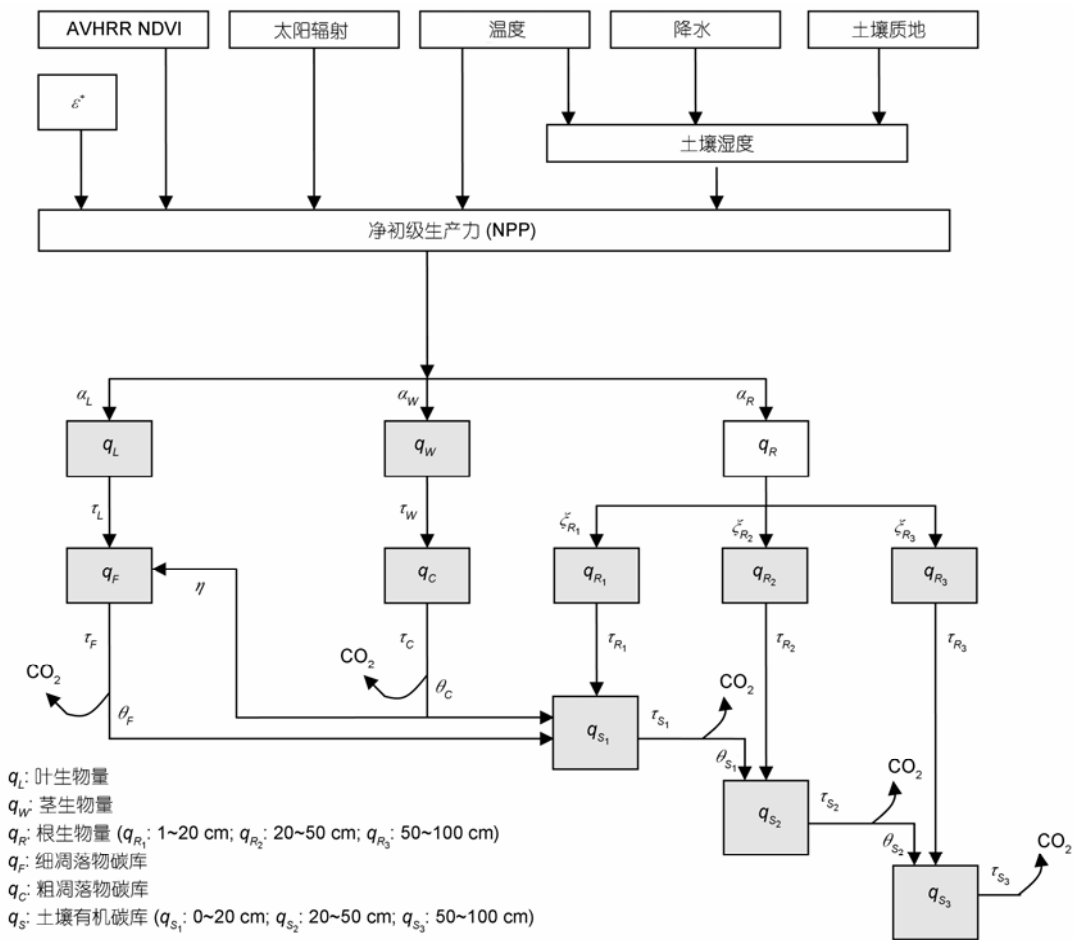 AVHRR NDVI 太阳辐射 温度 降水 土壤质地
ε*
土壤湿度
净初级生产力 (NPP)
α_L α_W α_R
q_L q_W q_R
τ_L τ_W ξ_R₁ ξ_R₂ ξ_R₃
q_F η q_C q_R₁ q_R₂ q_R₃
τ_F τ_C τ_R₁ τ_R₂ τ_R₃
CO₂ CO₂ CO₂
θ_F θ_C q_S₁ τ_S₁
θ_S₁ CO₂
q_L: 叶生物量
q_S₂ τ_S₂
q_W: 茎生物量
θ_S₂ CO₂
q_R: 根生物量 (q_R₁: 1~20 cm; q_R₂: 20~50 cm; q_R₃: 50~100 cm)
q_F: 细凋落物碳库
τ_S₃
q_C: 粗凋落物碳库
q_S₃
q_S: 土壤有机碳库 (q_S₁: 0~20 cm; q_S₂: 20~50 cm; q_S₃: 50~100 cm)